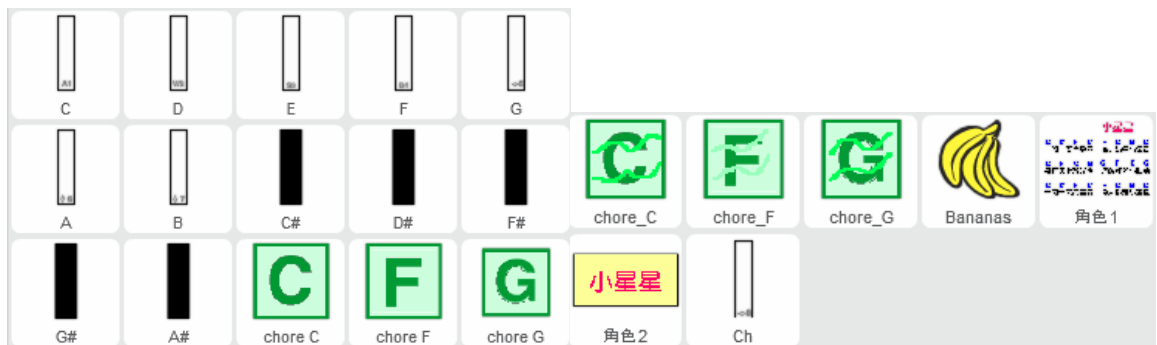 C D E F G
A B C# D# F#
C F G
G# A# chore C chore F chore G
C F G
小星星
chore_C chore_F chore_G Bananas 角色1
小星星
角色2 Ch